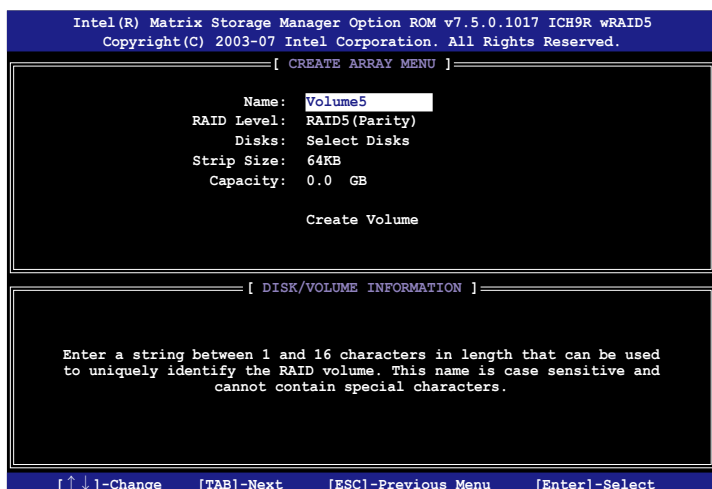 Intel(R) Matrix Storage Manager Option ROM v7.5.0.1017 ICH9R wRAID5
Copyright(C) 2003-07 Intel Corporation. All Rights Reserved.
[ CREATE ARRAY MENU ]
Name: Volume5
RAID Level: RAID5(Parity)
Disks: Select Disks
Strip Size: 64KB
Capacity: 0.0 GB
Create Volume
[ DISK/VOLUME INFORMATION ]
Enter a string between 1 and 16 characters in length that can be used
to uniquely identify the RAID volume. This name is case sensitive and
cannot contain special characters.
[↑↓]-Change [TAB]-Next [ESC]-Previous Menu [Enter]-Select